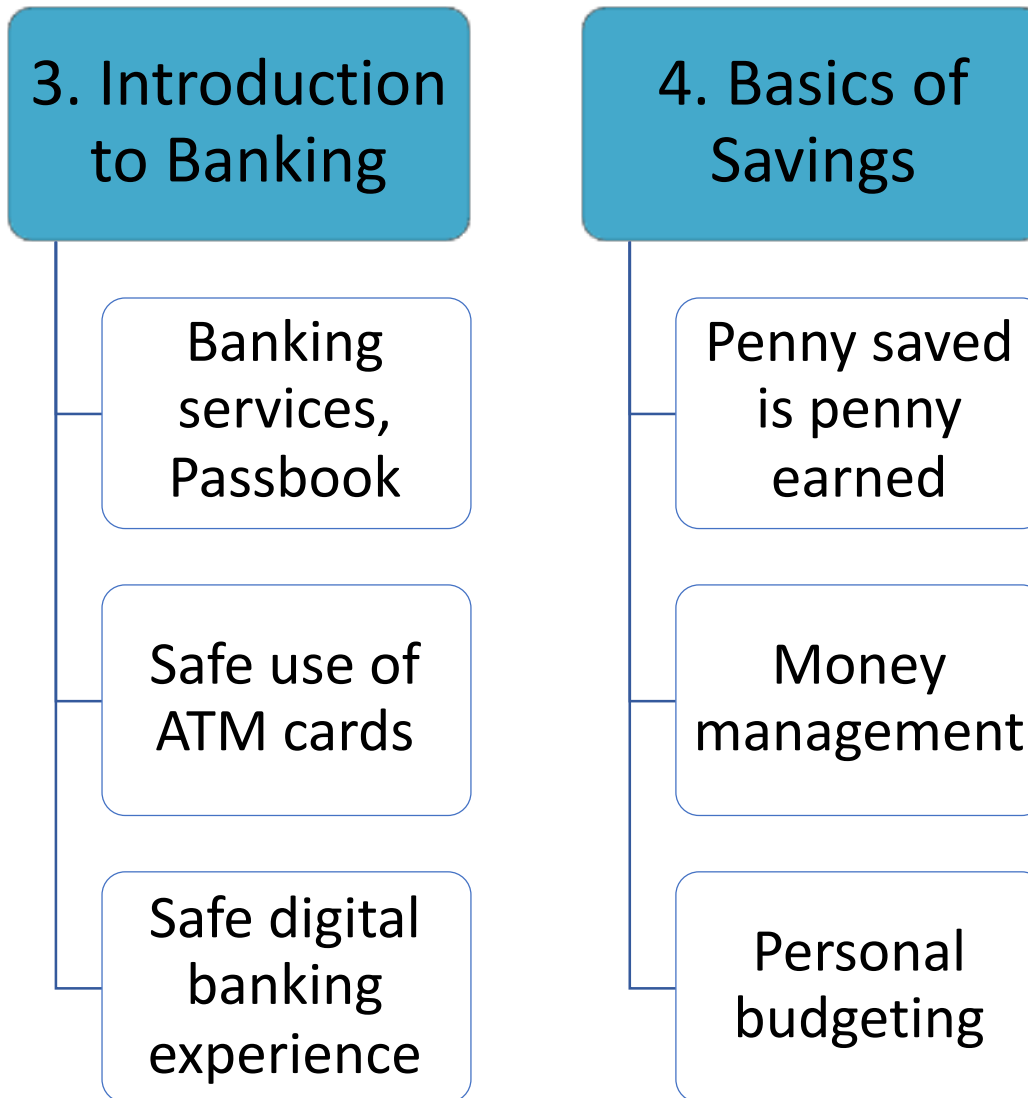 3. Introduction
to Banking
Banking
services,
Passbook
Safe use of
ATM cards
Safe digital
banking
experience
4. Basics of
Savings
Penny saved
is penny
earned
Money
management
Personal
budgeting